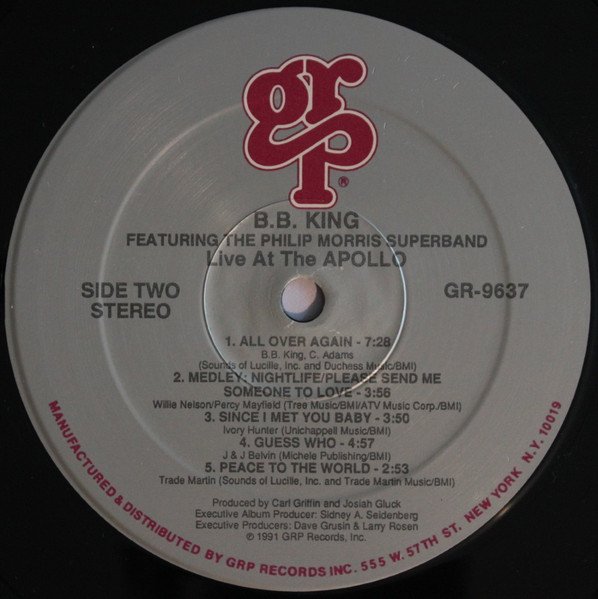 grp®
B.B. KING
FEATURING THE PHILIP MORRIS SUPERBAND
Live At The APOLLO
SIDE TWO
STEREO
GR-9637
1. ALL OVER AGAIN - 7:28
B.B. King, C. Adams
(Sounds of Lucille, Inc. and Duchess Music/BMI)
2. MEDLEY: NIGHTLIFE/PLEASE SEND ME
SOMEONE TO LOVE - 3:56
Willie Nelson/Percy Mayfield (Tree Music/BMI/ATV Music Corp./BMI)
3. SINCE I MET YOU BABY - 3:50
Ivory Hunter (Unichappell Music/BMI)
4. GUESS WHO - 4:57
J & J Belvin (Michele Publishing/BMI)
5. PEACE TO THE WORLD - 2:53
Trade Martin (Sounds of Lucille, Inc. and Trade Martin Music/BMI)
Produced by Carl Griffin and Josiah Gluck
Executive Album Producer: Sidney A. Seidenberg
Executive Producers: Dave Grusin & Larry Rosen
© 1991 GRP Records, Inc.
MANUFACTURED & DISTRIBUTED BY GRP RECORDS INC. 555 W. 57TH ST. NEW YORK N.Y. 10019